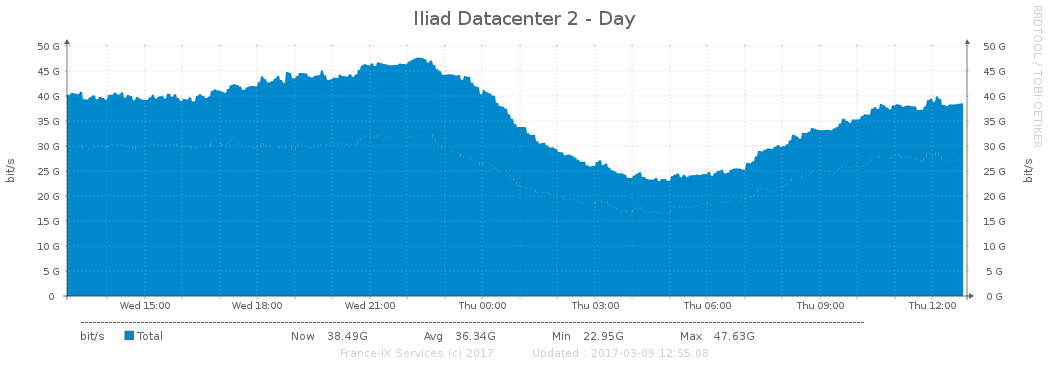 Iliad Datacenter 2 - Day
RRDTOOL / TOBI OETIKER
50 G 50 G
45 G 45 G
40 G 40 G
35 G 35 G
30 G 30 G
25 G 25 G
20 G 20 G
15 G 15 G
10 G 10 G
5 G 5 G
0 0 G
bit/s bit/s
Wed 15:00 Wed 18:00 Wed 21:00 Thu 00:00 Thu 03:00 Thu 06:00 Thu 09:00 Thu 12:00
bit/s Total Now 38.49G Avg 36.34G Min 22.95G Max 47.63G
France-IX Services (c) 2017 Updated : 2017-03-09 12:55:08